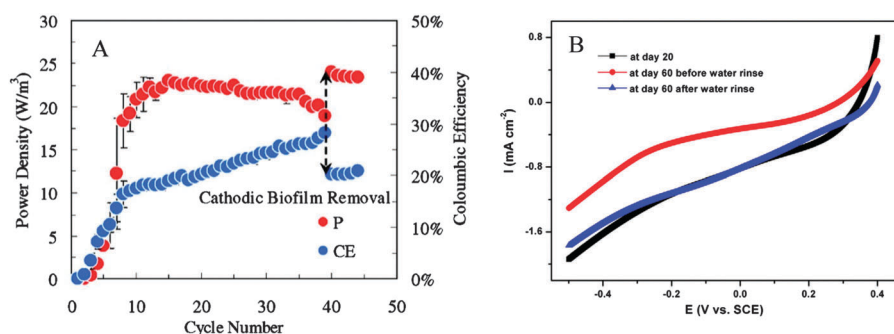 A
30
25
20
15
10
5
0
Power Density (W/m³)
50%
40%
30%
20%
10%
0%
Coloumbic Efficiency
Cathodic Biofilm Removal
P
CE
0
10
20
30
40
50
Cycle Number
B
at day 20
at day 60 before water rinse
at day 60 after water rinse
0.8
0.0
-0.8
-1.6
I (mA cm⁻²)
-0.4
-0.2
0.0
0.2
0.4
E (V vs. SCE)